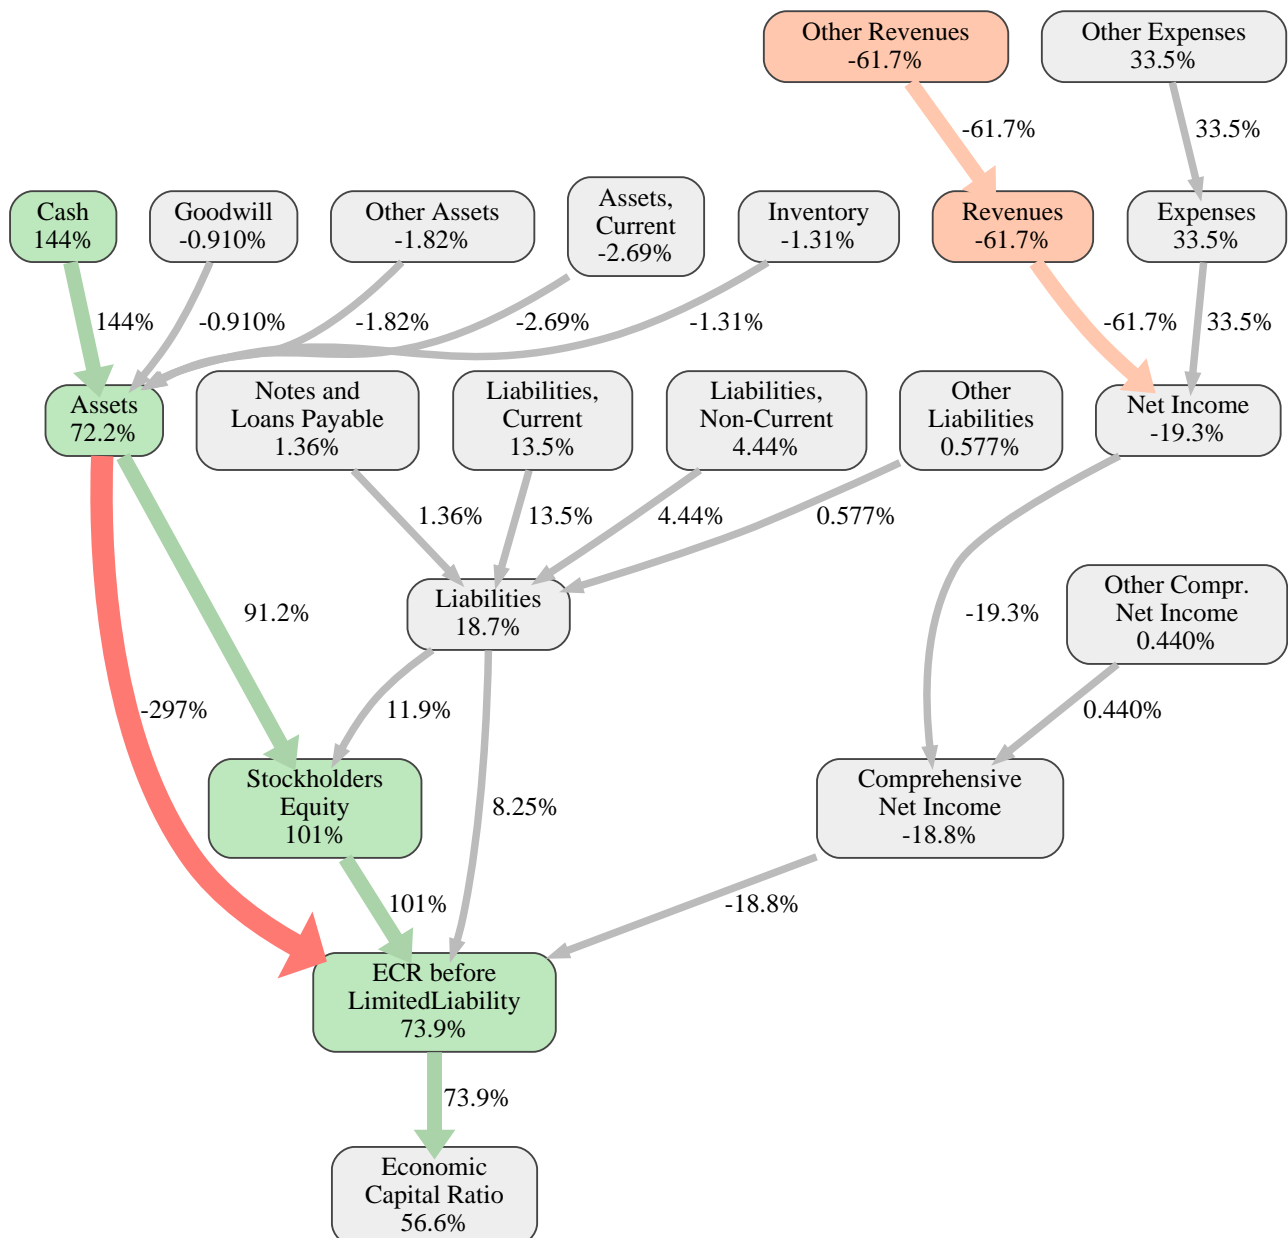 Other Revenues
-61.7%
Other Expenses
33.5%
-61.7%
33.5%
Cash
144%
Goodwill
-0.910%
Other Assets
-1.82%
Assets,
Current
-2.69%
Inventory
-1.31%
Revenues
-61.7%
Expenses
33.5%
144%
-0.910%
-1.82%
-2.69%
-1.31%
-61.7%
33.5%
Assets
72.2%
Notes and
Loans Payable
1.36%
Liabilities,
Current
13.5%
Liabilities,
Non-Current
4.44%
Other
Liabilities
0.577%
Net Income
-19.3%
1.36%
13.5%
4.44%
0.577%
91.2%
Liabilities
18.7%
-19.3%
Other Compr.
Net Income
0.440%
-297%
11.9%
0.440%
Stockholders
Equity
101%
8.25%
Comprehensive
Net Income
-18.8%
101%
-18.8%
ECR before
LimitedLiability
73.9%
73.9%
Economic
Capital Ratio
56.6%